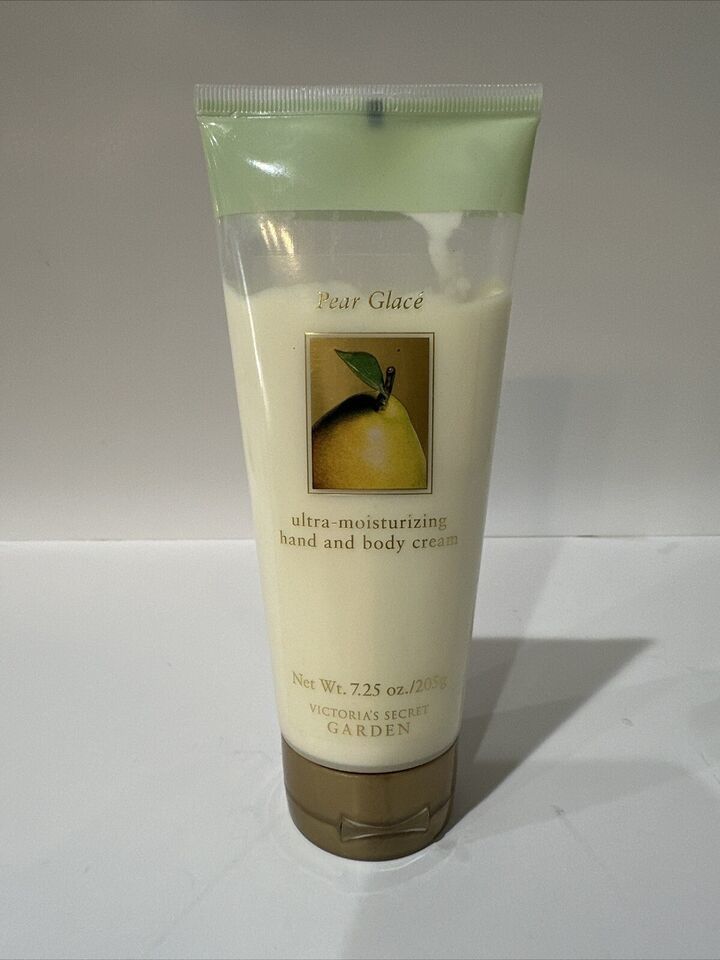 Pear Glacé
ultra-moisturizing
hand and body cream
Net Wt. 7.25 oz./205g
VICTORIA'S SECRET
GARDEN